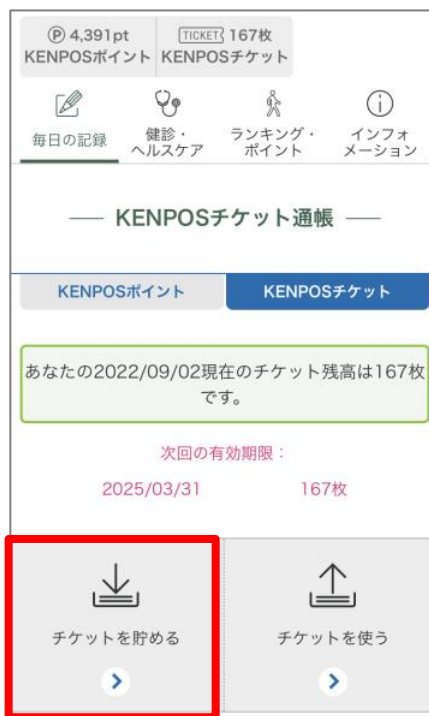 Ⓟ 4,391pt
KENPOSポイント
TICKET 167枚
KENPOSチケット
毎日の記録
健診・
ヘルスケア
ランキング・
ポイント
インフォ
メーション
KENPOSチケット通帳
KENPOSポイント
KENPOSチケット
あなたの2022/09/02現在のチケット残高は167枚
です。
次回の有効期限：
2025/03/31 167枚
チケットを貯める
チケットを使う